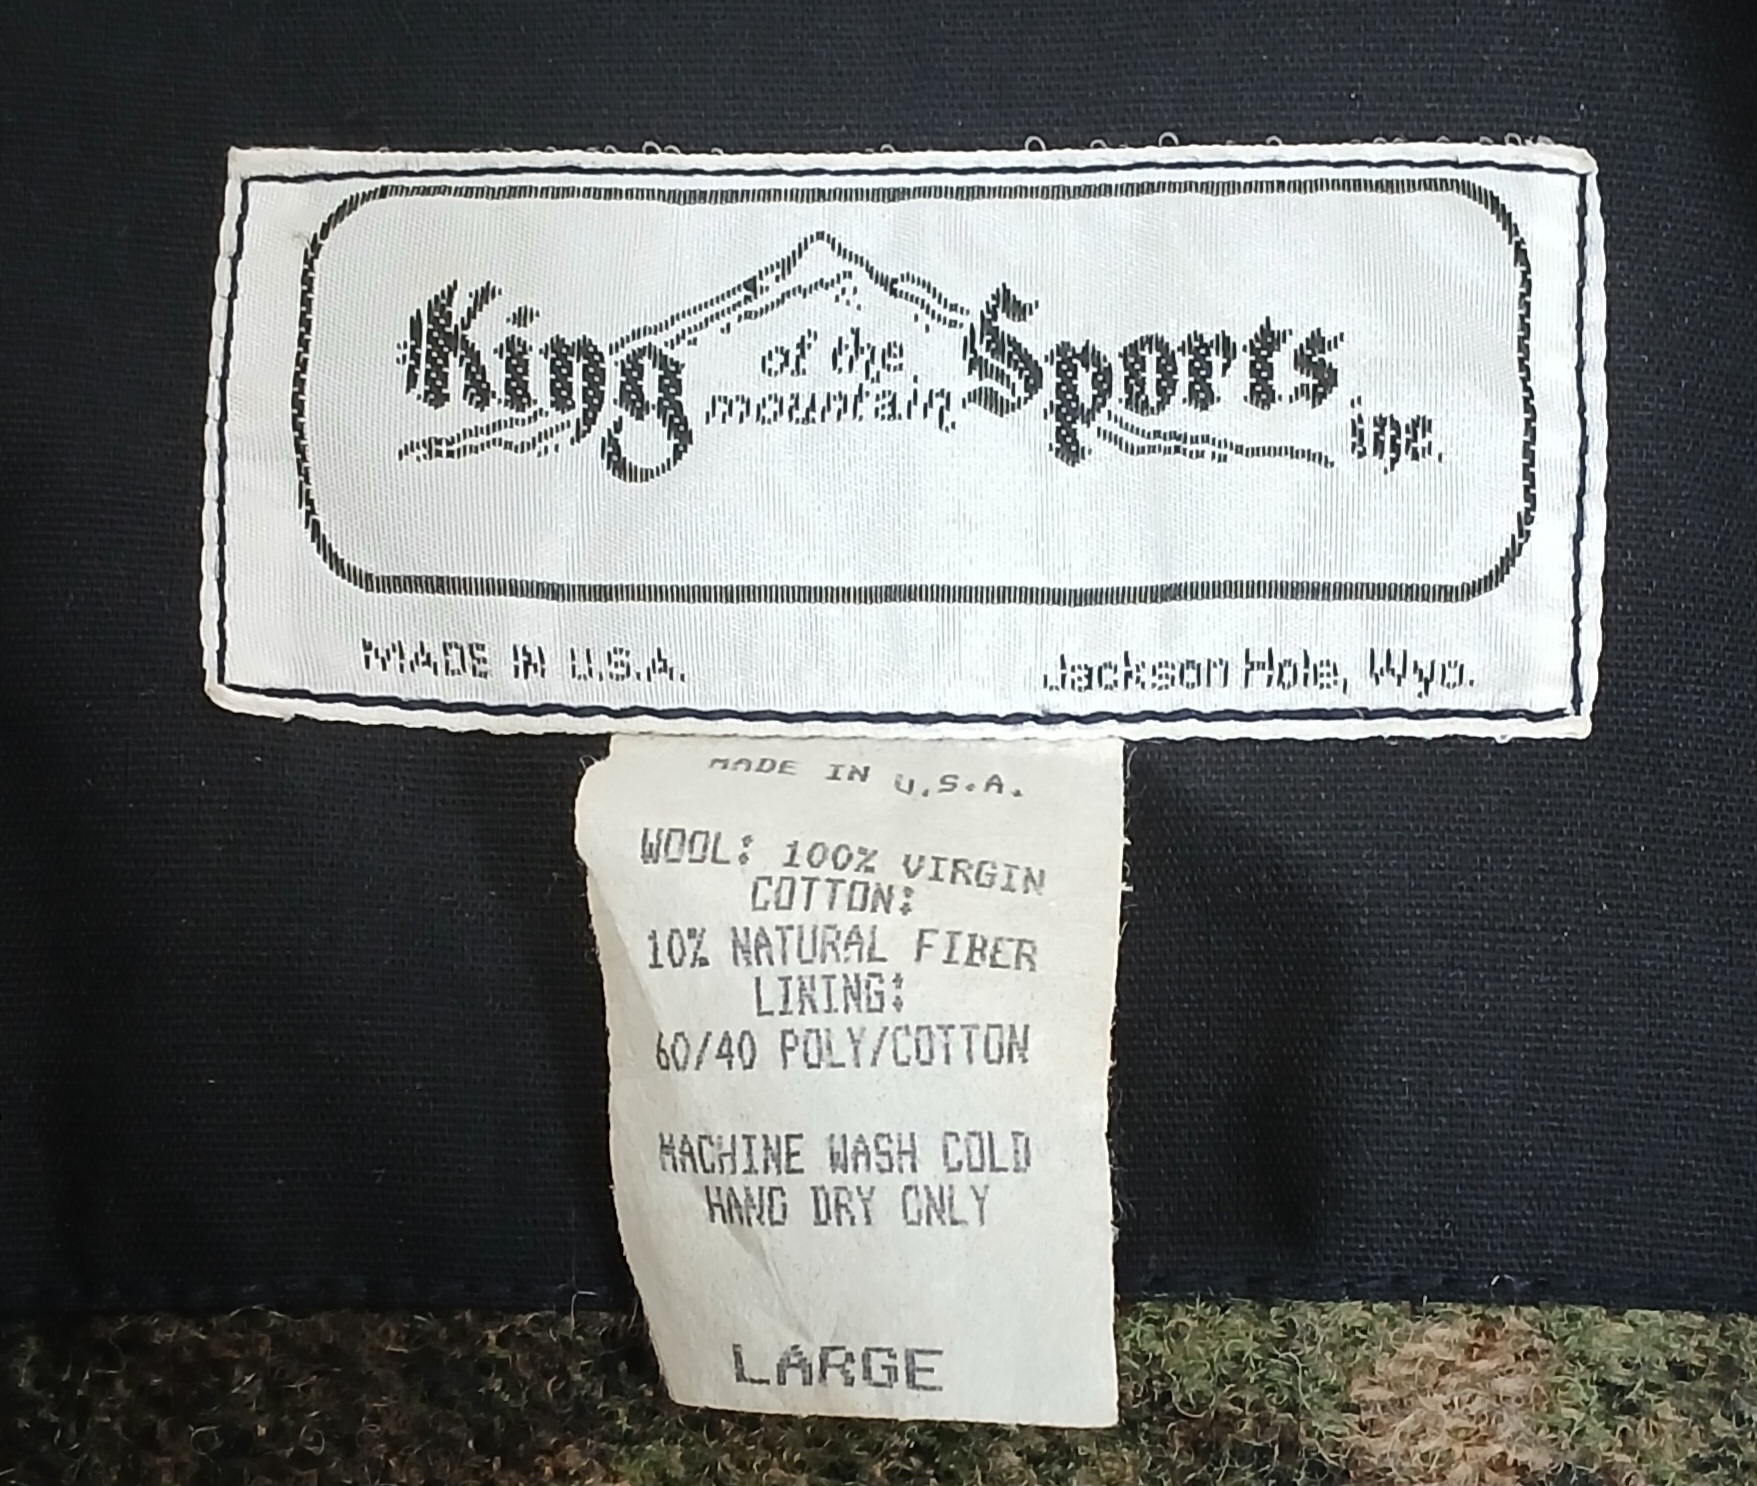 King of the mountain Sports inc.
MADE IN U.S.A. Jackson Hole, Wyo.
MADE IN U.S.A.
WOOL: 100% VIRGIN
COTTON:
10% NATURAL FIBER
LINING:
60/40 POLY/COTTON
MACHINE WASH COLD
HANG DRY ONLY
LARGE